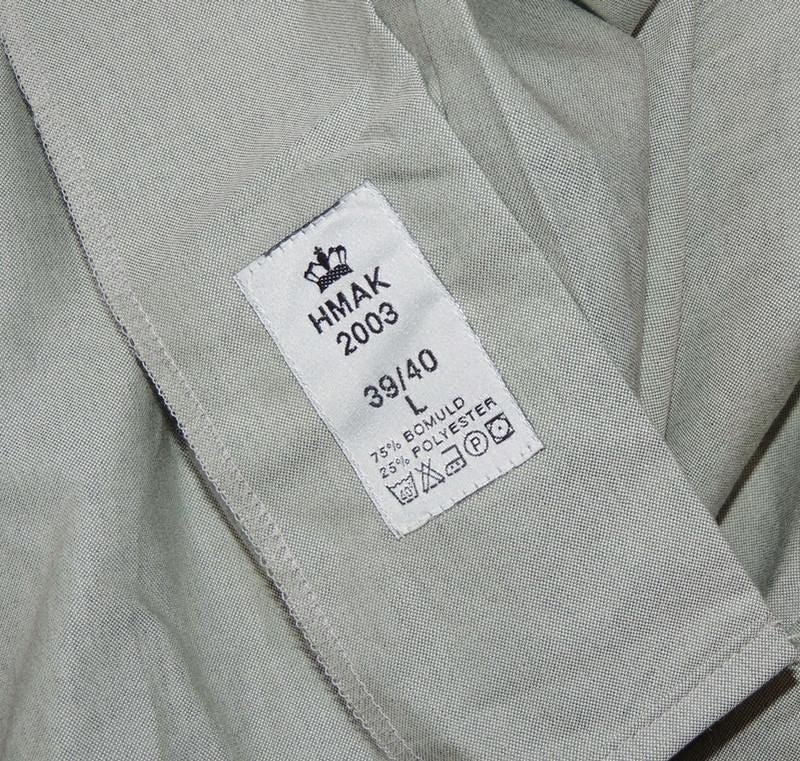 HMAK
2003
39/40
L
75% BOMULD
25% POLYESTER
40° P